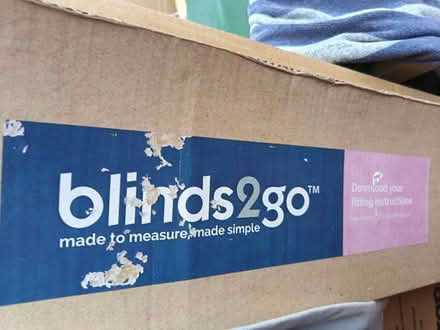 blinds2go™
made to measure, made simple
Download your
fitting instructions